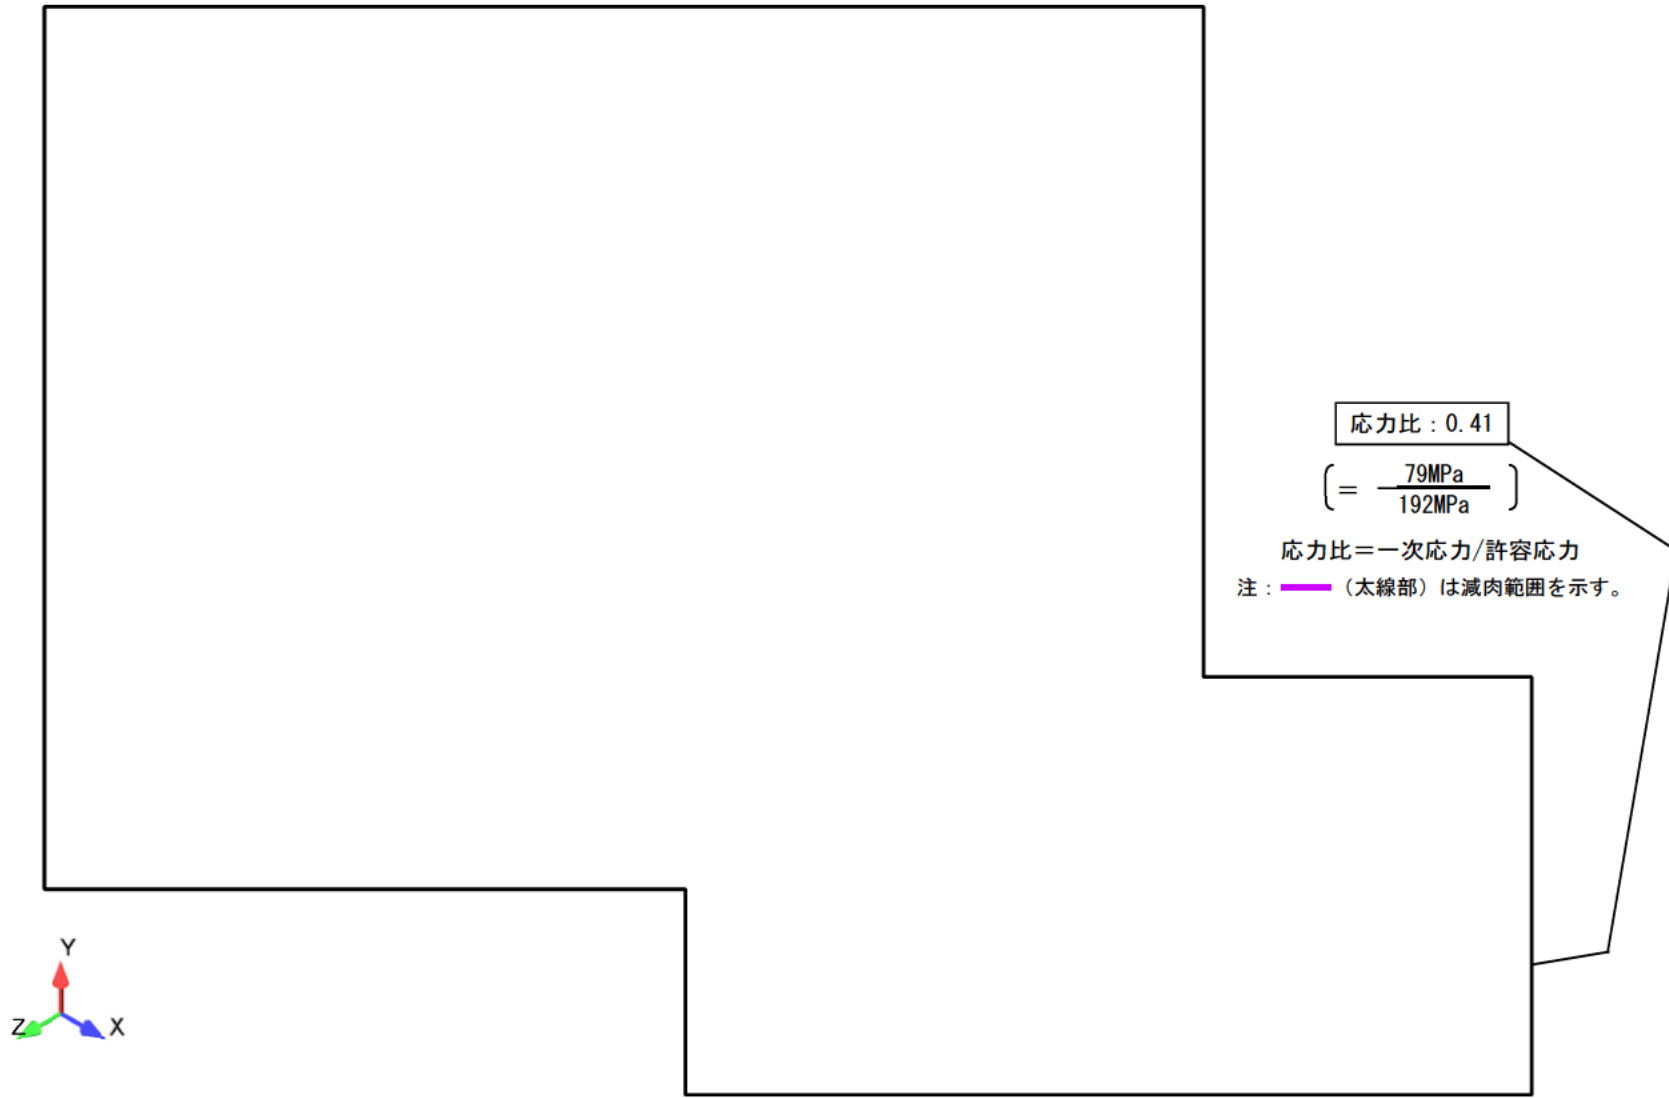 応力比:0.41
(= 79MPa
192MPa )
応力比=一次応力/許容応力
注: (太線部)は減肉範囲を示す。
Y
Z X